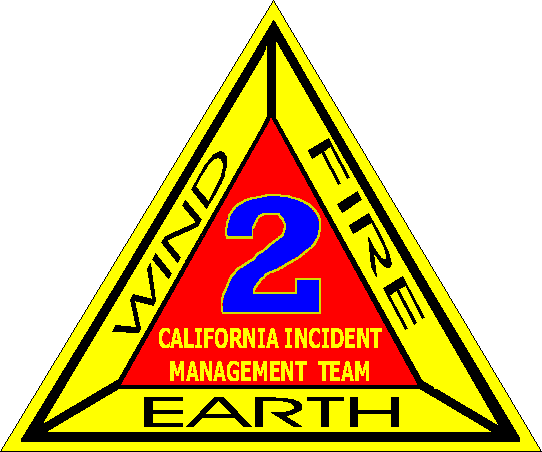 WIND
FIRE
2
CALIFORNIA INCIDENT
MANAGEMENT TEAM
EARTH